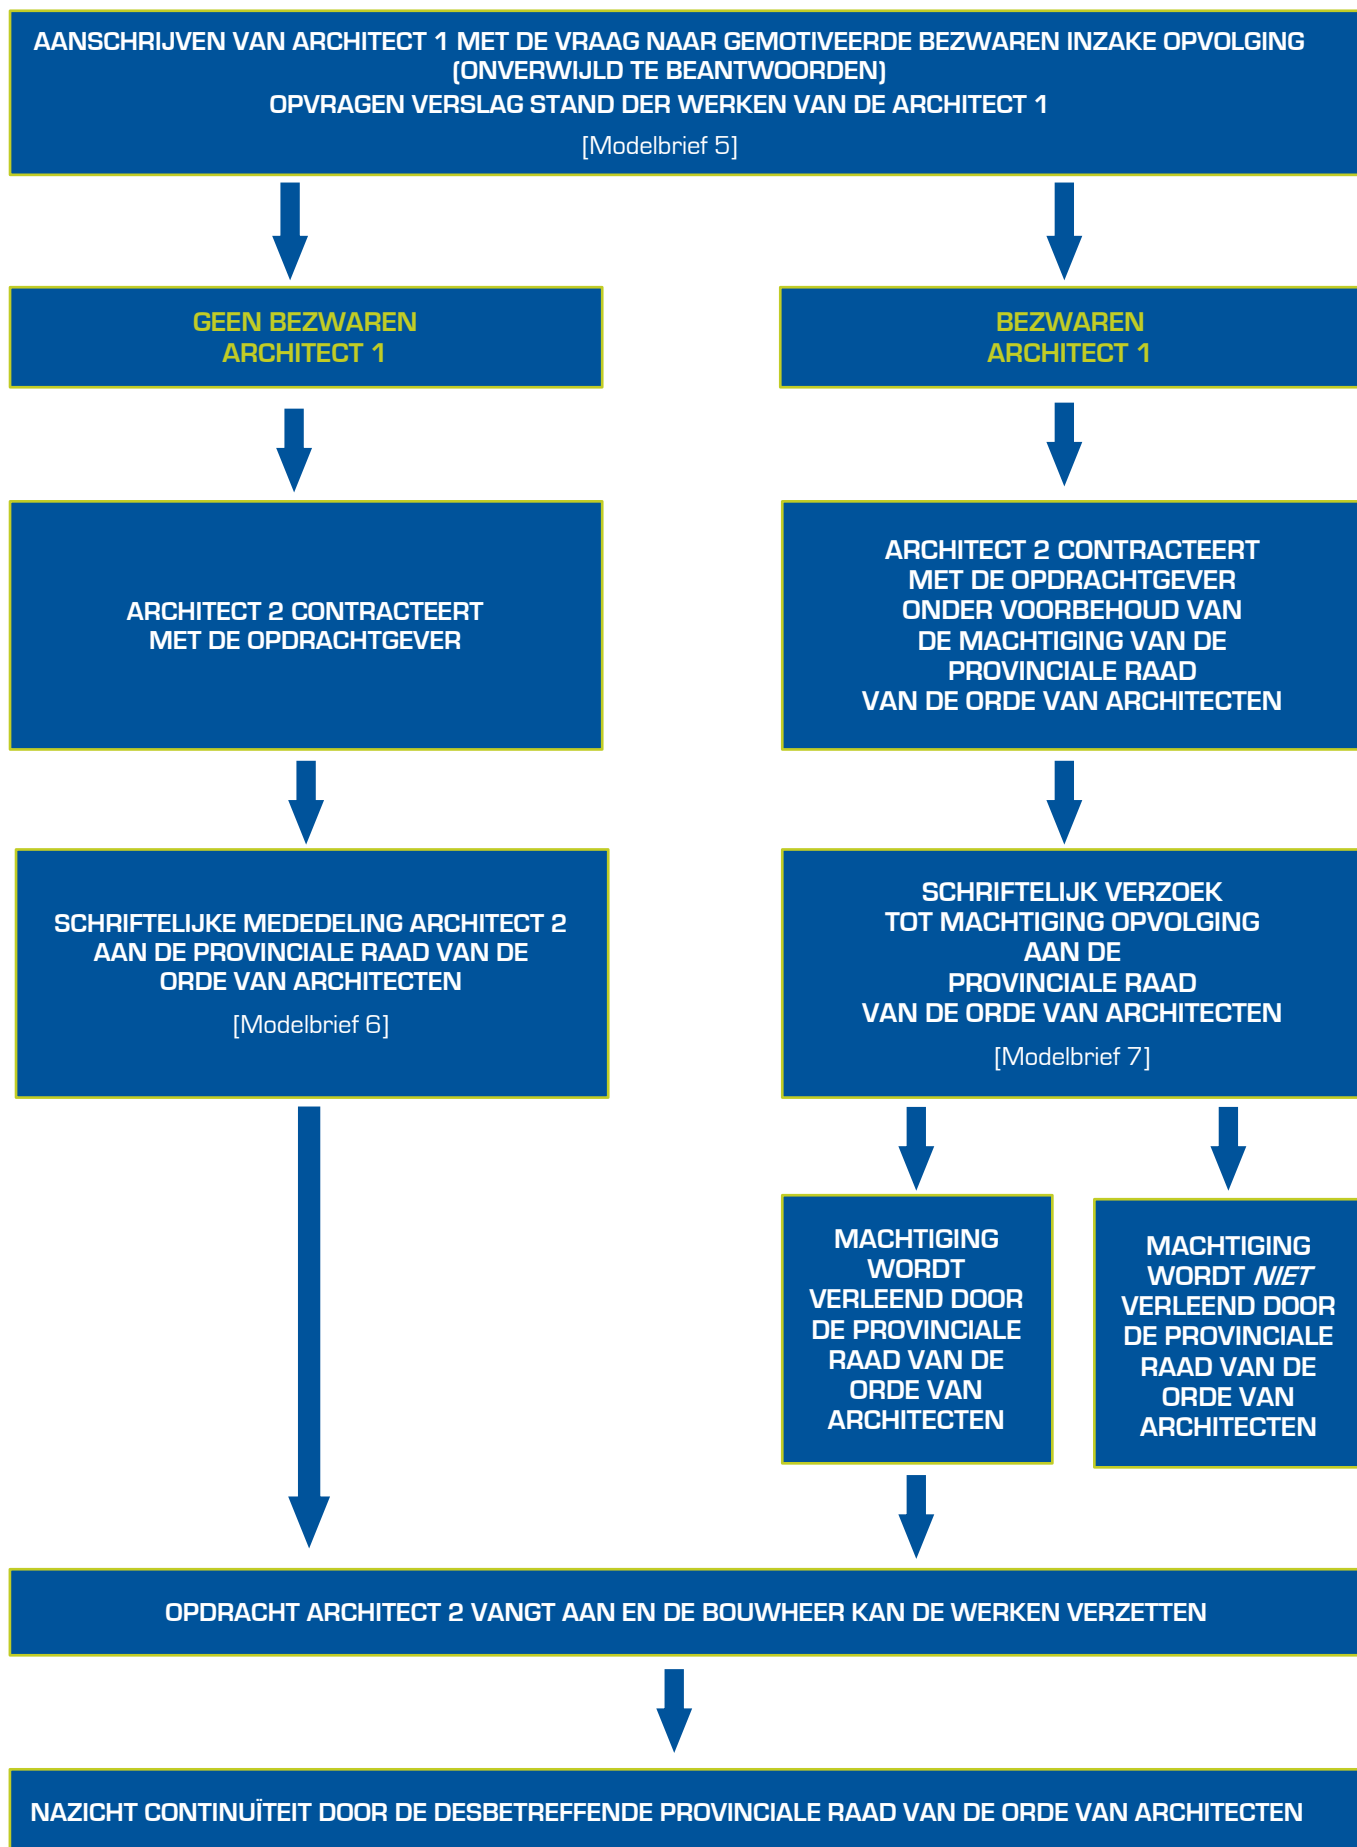 AANSCHRIJVEN VAN ARCHITECT 1 MET DE VRAAG NAAR GEMOTIVEERDE BEZWAREN INZAKE OPVOLGING
(ONVERWIJLD TE BEANTWOORDEN)
OPVRAGEN VERSLAG STAND DER WERKEN VAN DE ARCHITECT 1
[Modelbrief 5]
GEEN BEZWAREN
ARCHITECT 1
BEZWAREN
ARCHITECT 1
ARCHITECT 2 CONTRACTEERT
MET DE OPDRACHTGEVER
ARCHITECT 2 CONTRACTEERT
MET DE OPDRACHTGEVER
ONDER VOORBEHOUD VAN
DE MACHTIGING VAN DE
PROVINCIALE RAAD
VAN DE ORDE VAN ARCHITECTEN
SCHRIFTELIJKE MEDEDELING ARCHITECT 2
AAN DE PROVINCIALE RAAD VAN DE
ORDE VAN ARCHITECTEN
[Modelbrief 6]
SCHRIFTELIJK VERZOEK
TOT MACHTIGING OPVOLGING
AAN DE
PROVINCIALE RAAD
VAN DE ORDE VAN ARCHITECTEN
[Modelbrief 7]
MACHTIGING
WORDT
VERLEEND DOOR
DE PROVINCIALE
RAAD VAN DE
ORDE VAN
ARCHITECTEN
MACHTIGING
WORDT NIET
VERLEEND DOOR
DE PROVINCIALE
RAAD VAN DE
ORDE VAN
ARCHITECTEN
OPDRACHT ARCHITECT 2 VANGT AAN EN DE BOUWHEER KAN DE WERKEN VERZETTEN
NAZICHT CONTINUÏTEIT DOOR DE DESBETREFFENDE PROVINCIALE RAAD VAN DE ORDE VAN ARCHITECTEN